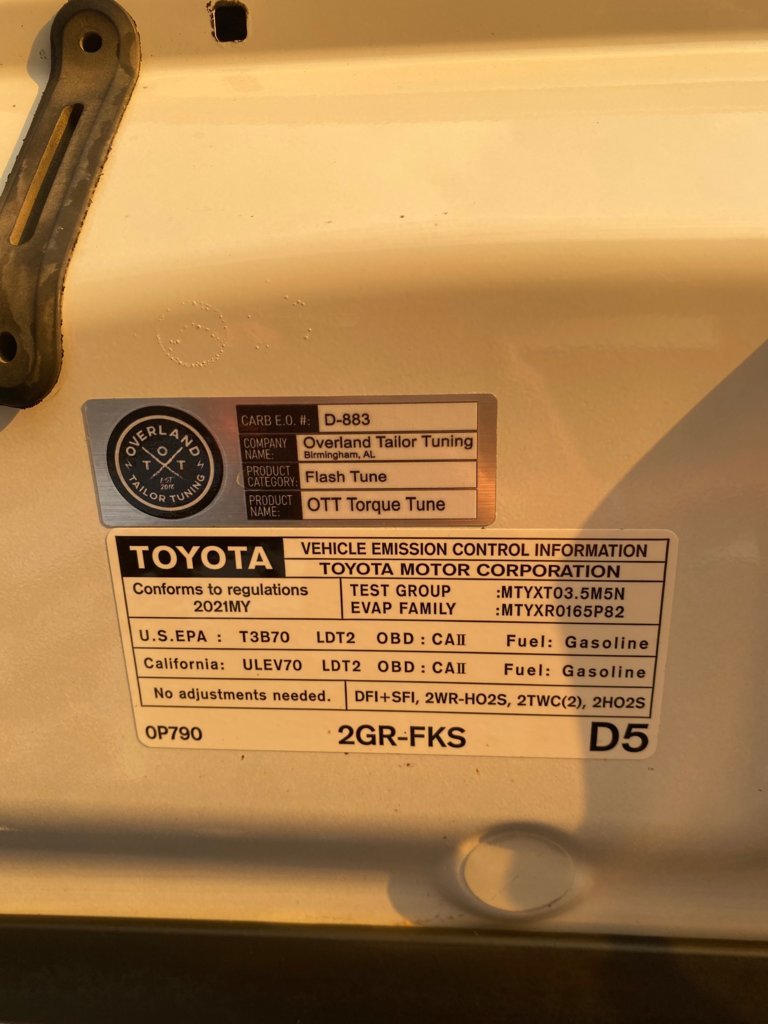 OVERLAND
T O T
EST
2018
TAILOR TUNING
CARB E.O. #: D-883
COMPANY NAME: Overland Tailor Tuning
Birmingham, AL
PRODUCT CATEGORY: Flash Tune
PRODUCT NAME: OTT Torque Tune
TOYOTA
VEHICLE EMISSION CONTROL INFORMATION
TOYOTA MOTOR CORPORATION
Conforms to regulations
2021MY
TEST GROUP :MTYXT03.5M5N
EVAP FAMILY :MTYXR0165P82
U.S.EPA : T3B70 LDT2 OBD : CAII Fuel: Gasoline
California: ULEV70 LDT2 OBD : CAII Fuel: Gasoline
No adjustments needed. DFI+SFI, 2WR-HO2S, 2TWC(2), 2HO2S
0P790 2GR-FKS D5